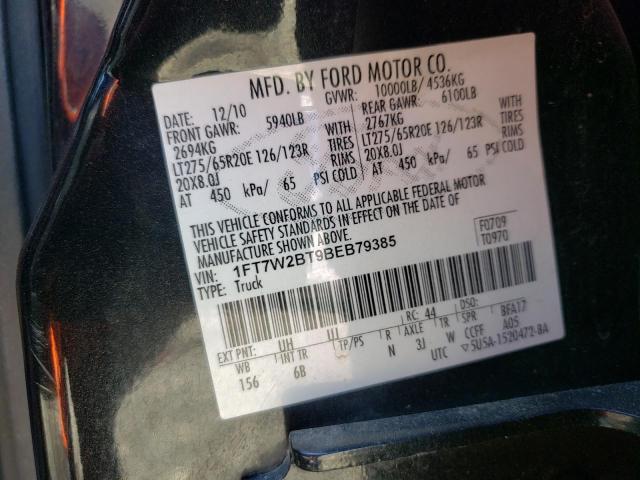 MFD. BY FORD MOTOR CO.
DATE: 12/10 GVWR: 10000LB/ 4536KG
FRONT GAWR: 5940LB REAR GAWR: 6100LB
2694KG WITH 2767KG WITH
LT275/65R20E 126/123R TIRES LT275/65R20E 126/123R TIRES
20X8.0J RIMS 20X8.0J RIMS
AT 450 kPa/ 65 PSI COLD AT 450 kPa/ 65 PSI COLD
THIS VEHICLE CONFORMS TO ALL APPLICABLE FEDERAL MOTOR
VEHICLE SAFETY STANDARDS IN EFFECT ON THE DATE OF
MANUFACTURE SHOWN ABOVE.
F0709
T0970
VIN: 1FT7W2BT9BEB79385
TYPE: Truck
EXT PNT: UH UJ RC: 44 DSO:
WB INT TR TP/PS R AXLE TR SPR BFA17
156 6B N 3J W CCFF A05
UTC ▽5U5A-1520472-BA